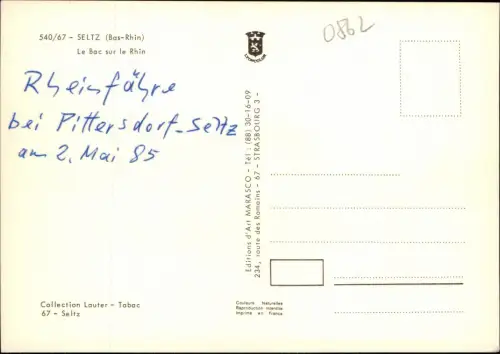 540/67 - SELTZ (Bas-Rhin)
Le Bac sur le Rhin
Rheinfähre
bei Pittersdorf-Seltz
am 2. Mai 85
0862
Editions d'Art MARASCO - Tél : (88) 30-16-09
234, route des Romains - 67 - STRASBOURG 3 -
Collection Lauter - Tabac
67 - Seltz
Couleurs Naturelles
Reproduction interdite
Imprimé en France